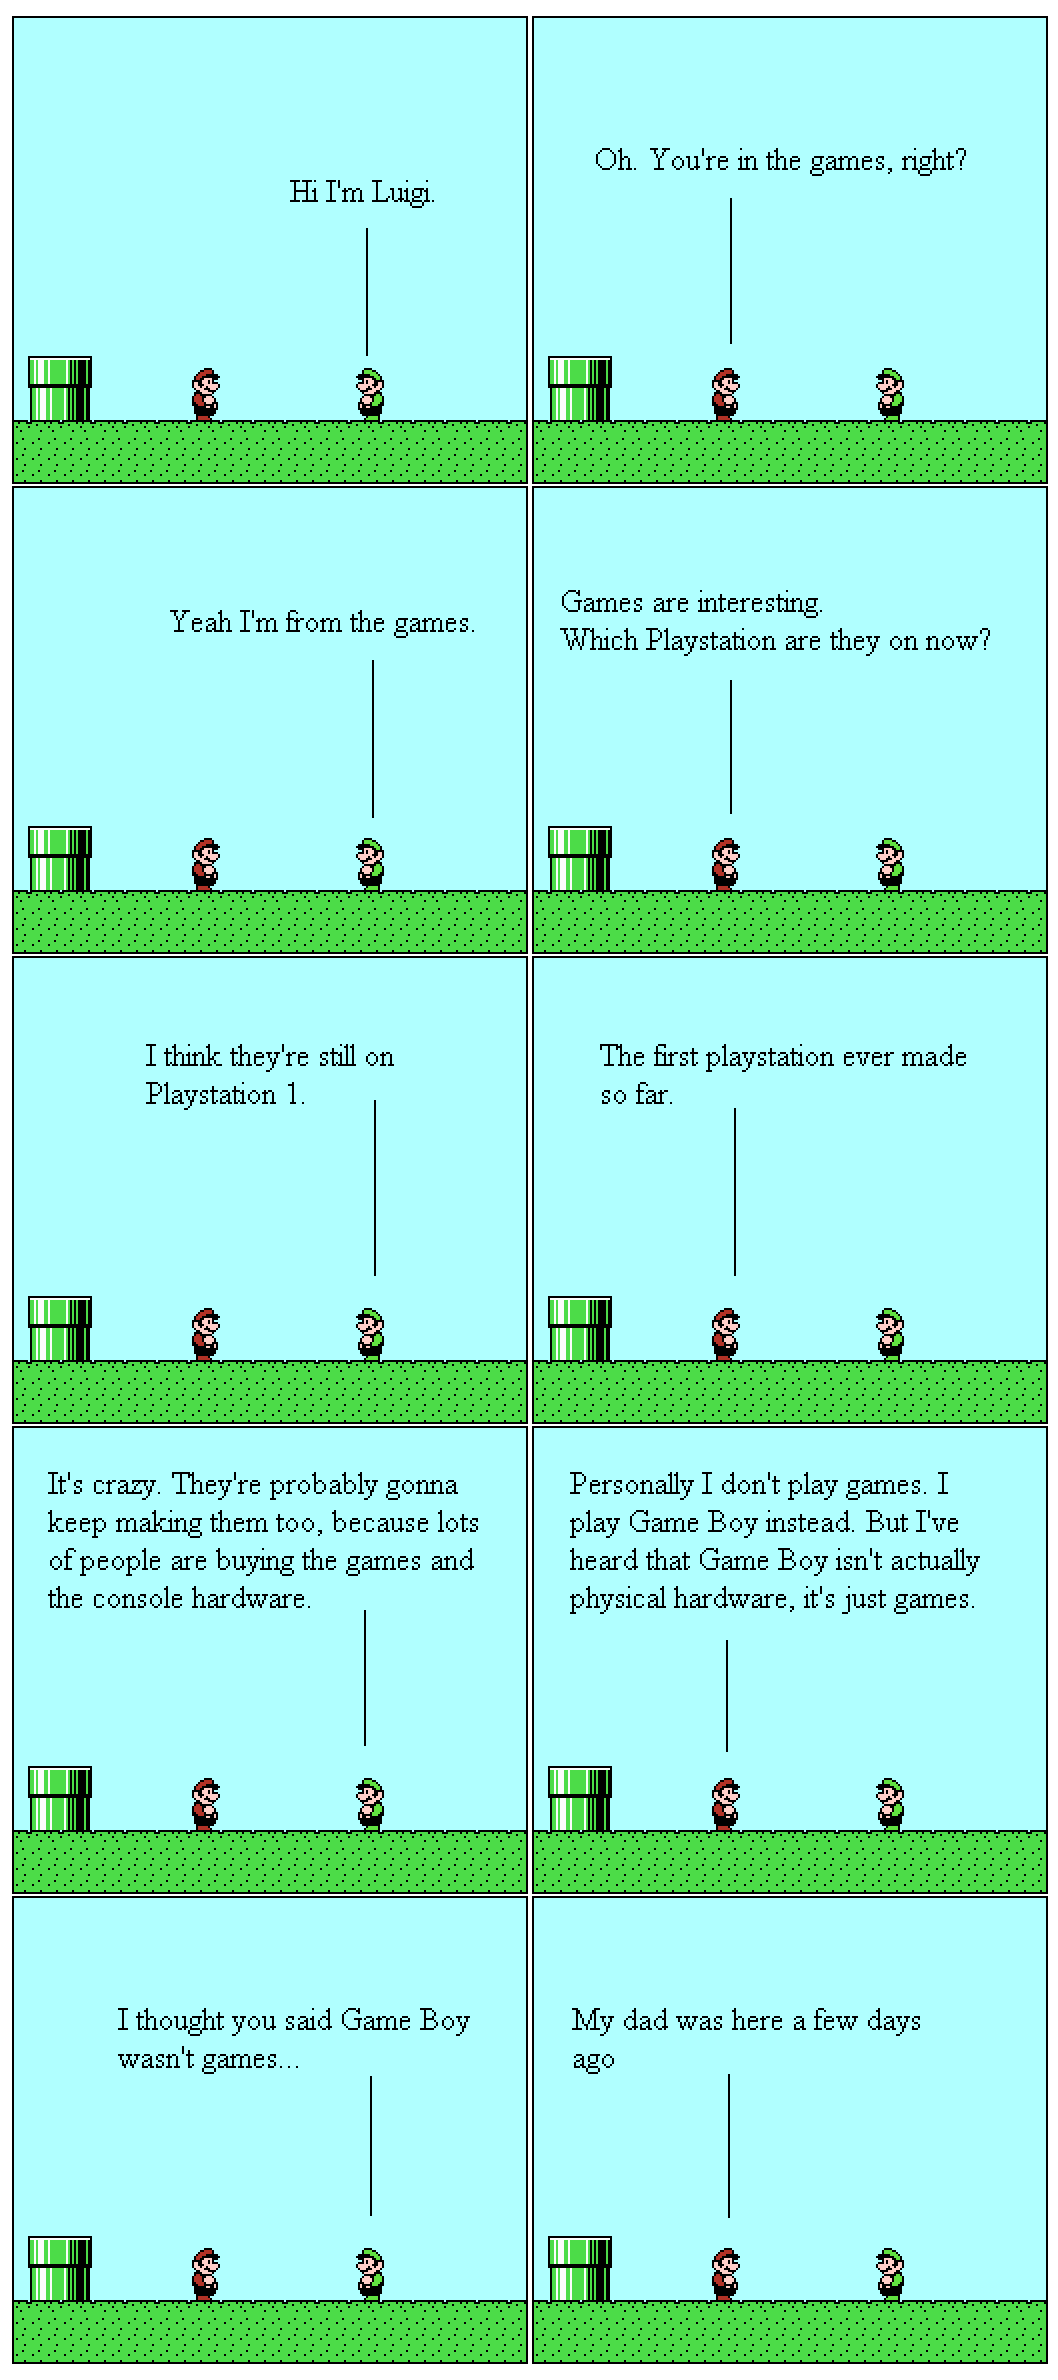 Hi I'm Luigi.
Oh. You're in the games, right?
Yeah I'm from the games.
Games are interesting.
Which Playstation are they on now?
I think they're still on
Playstation 1.
The first playstation ever made
so far.
It's crazy. They're probably gonna
keep making them too, because lots
of people are buying the games and
the console hardware.
Personally I don't play games. I
play Game Boy instead. But I've
heard that Game Boy isn't actually
physical hardware, it's just games.
I thought you said Game Boy
wasn't games...
My dad was here a few days
ago